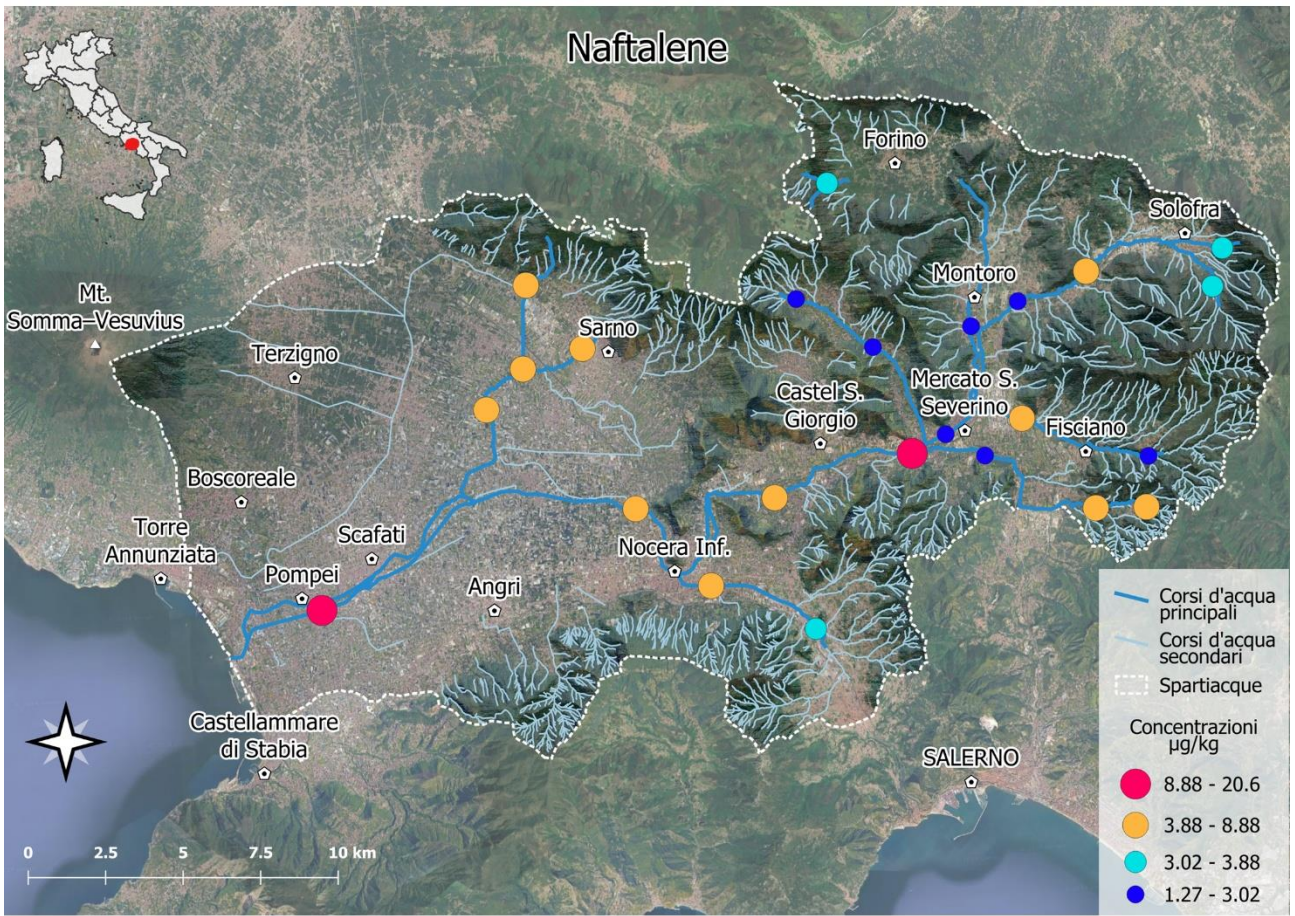 Naftalene
Forino
Solofra
Montoro
Mt.
Somma–Vesuvius
Sarno
Terzigno
Castel S.
Giorgio
Mercato S.
Severino
Fisciano
Boscoreale
Torre
Annunziata
Scafati
Nocera Inf.
Pompei
Angri
Castellammare
di Stabia
SALERNO
Corsi d'acqua
principali
Corsi d'acqua
secondari
Spartiacque
Concentrazioni
µg/kg
8.88 - 20.6
3.88 - 8.88
3.02 - 3.88
1.27 - 3.02
0 2.5 5 7.5 10 km